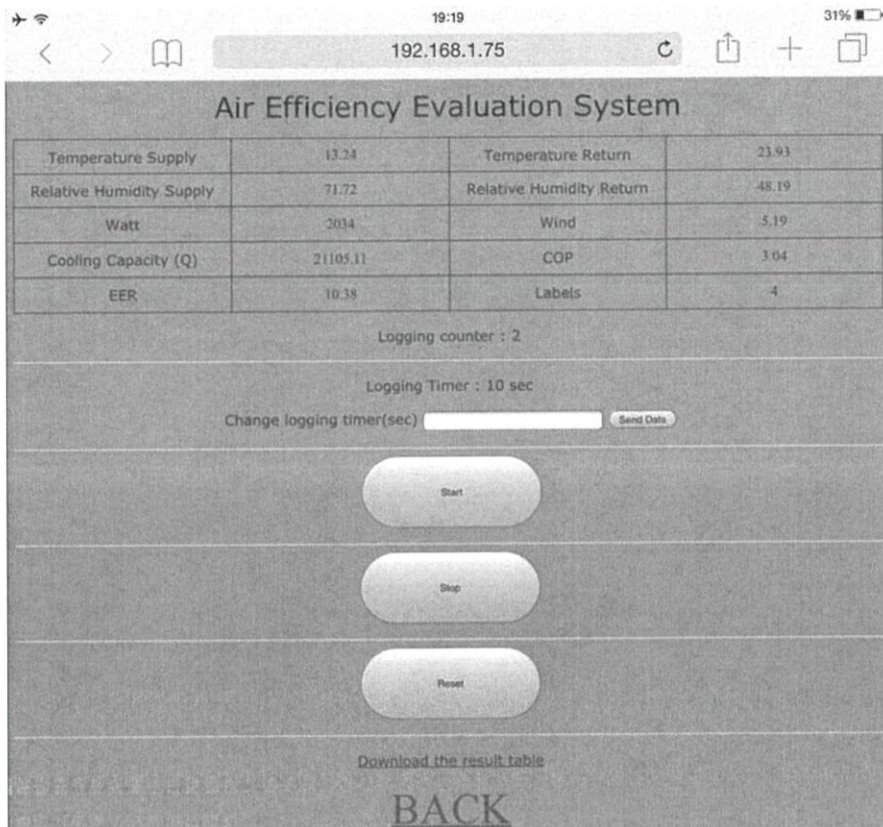 19:19
31%
192.168.1.75
Air Efficiency Evaluation System
Temperature Supply 13.24 Temperature Return 23.93
Relative Humidity Supply 71.72 Relative Humidity Return 48.19
Watt 2034 Wind 5.19
Cooling Capacity (Q) 21105.11 COP 3.04
EER 10.38 Labels 4
Logging counter : 2
Logging Timer : 10 sec
Change logging timer(sec) Send Data
Start
Stop
Reset
Download the result table
BACK